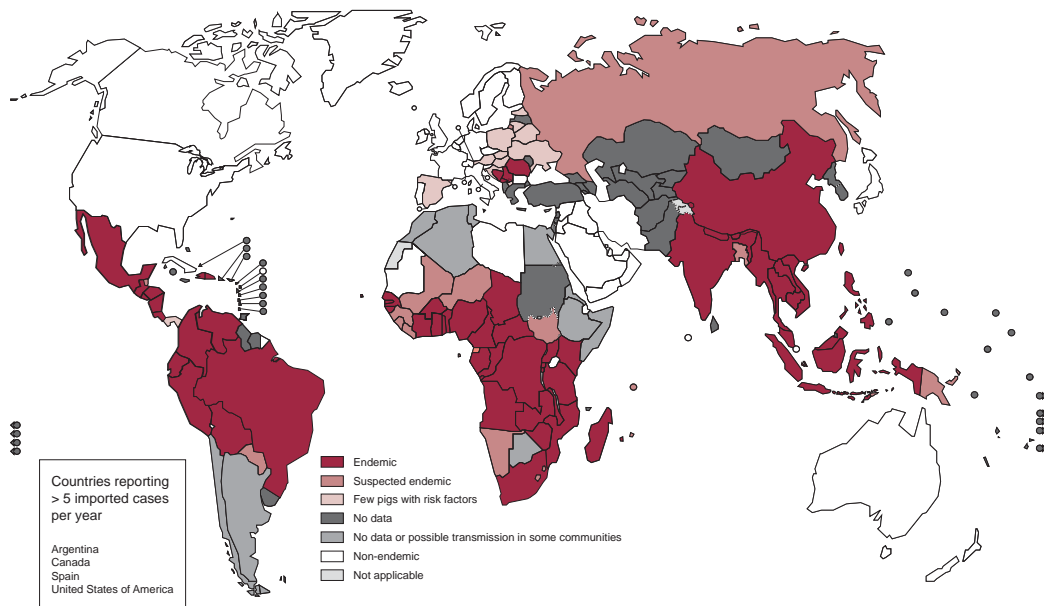 Countries reporting
> 5 imported cases
per year
Argentina
Canada
Spain
United States of America
Endemic
Suspected endemic
Few pigs with risk factors
No data
No data or possible transmission in some communities
Non-endemic
Not applicable